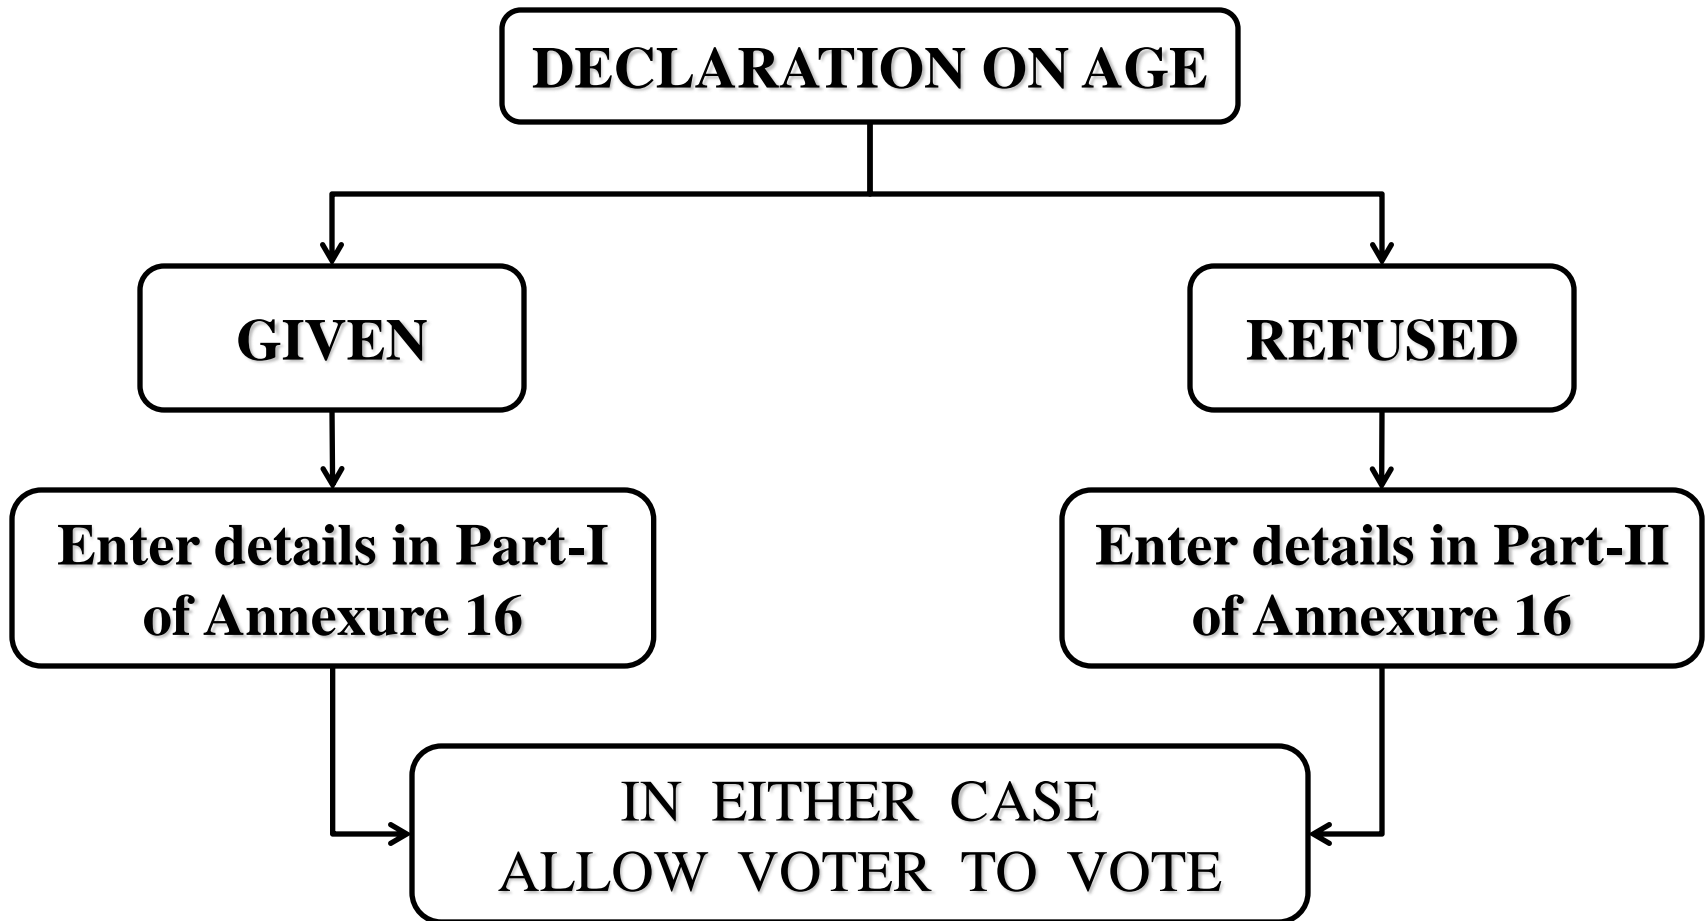 DECLARATION ON AGE
GIVEN
REFUSED
Enter details in Part-I
of Annexure 16
Enter details in Part-II
of Annexure 16
IN EITHER CASE
ALLOW VOTER TO VOTE